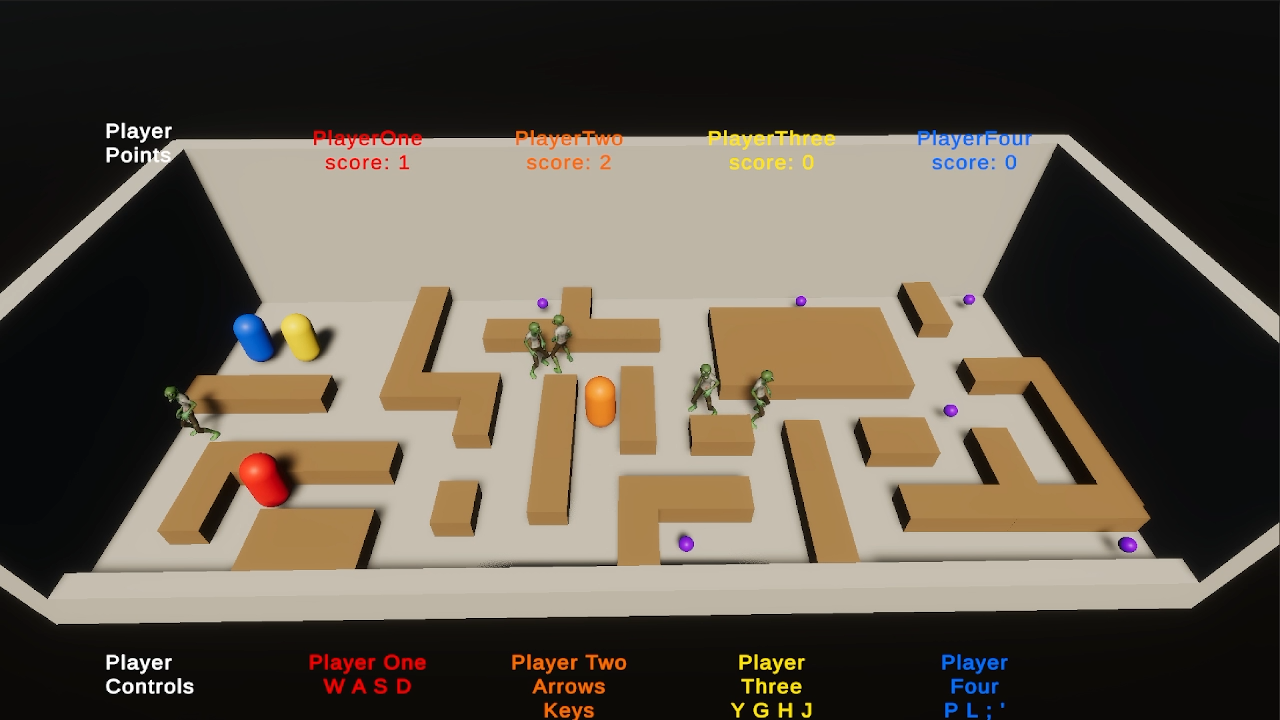 Player
Points
PlayerOne
score: 1
PlayerTwo
score: 2
PlayerThree
score: 0
PlayerFour
score: 0
Player
Controls
Player One
W A S D
Player Two
Arrows
Keys
Player
Three
Y G H J
Player
Four
P L ; '